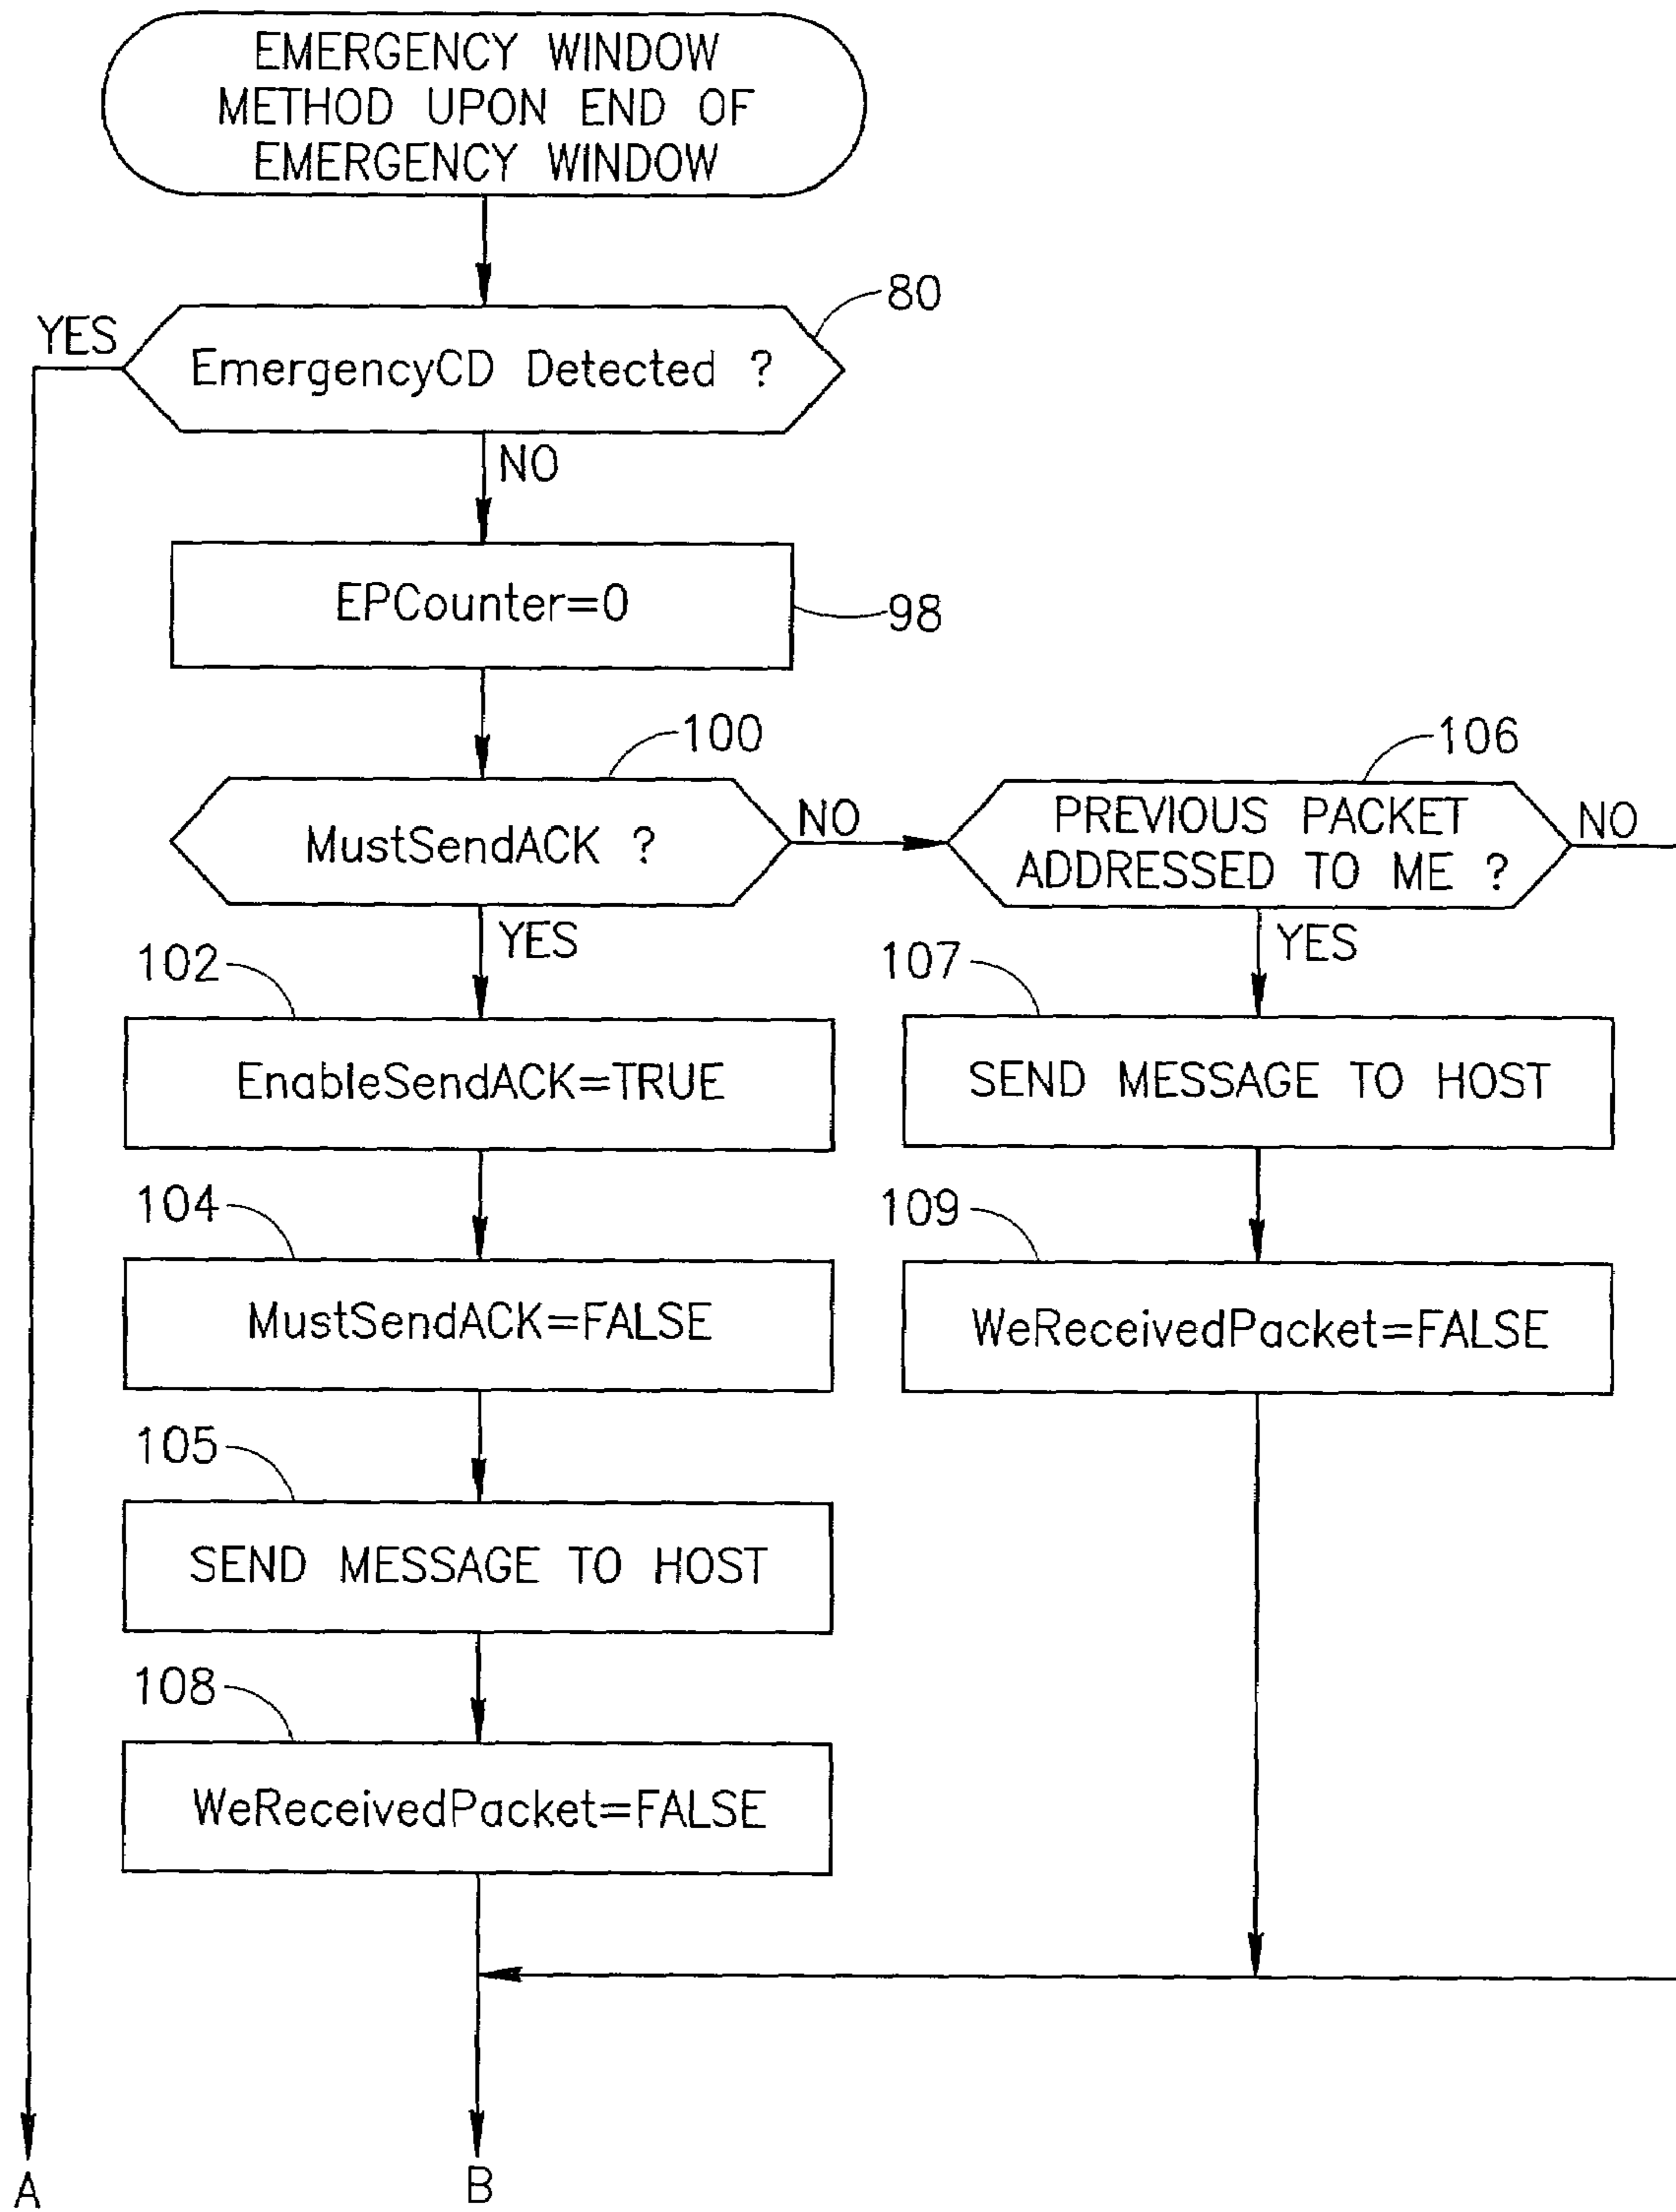 EMERGENCY WINDOW
METHOD UPON END OF
EMERGENCY WINDOW
80
YES
EmergencyCD Detected ?
NO
EPCounter=0
98
100
106
MustSendACK ?
NO
PREVIOUS PACKET
ADDRESSED TO ME ?
NO
YES
YES
102
107
EnableSendACK=TRUE
SEND MESSAGE TO HOST
104
109
MustSendACK=FALSE
WeReceivedPacket=FALSE
105
SEND MESSAGE TO HOST
108
WeReceivedPacket=FALSE
A
B